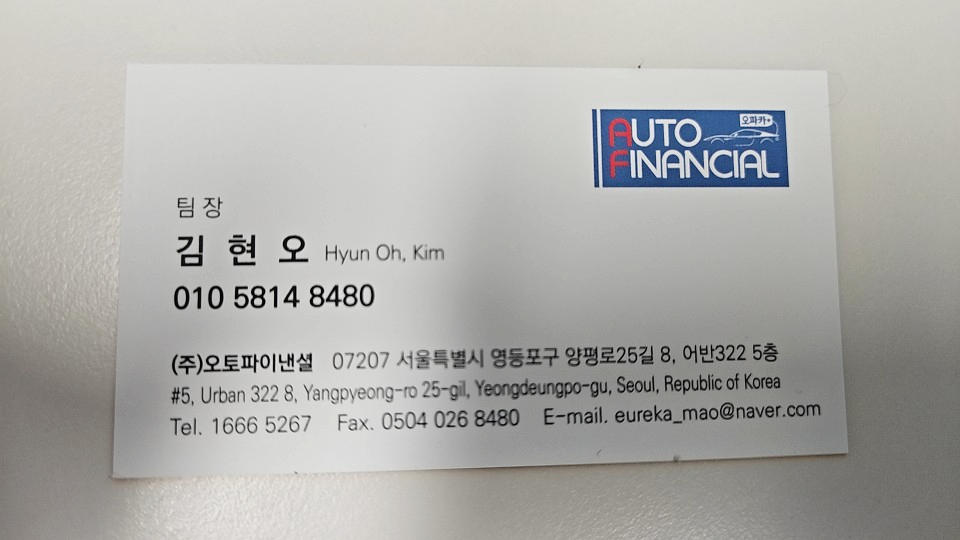 오파카+
AUTO
FINANCIAL
팀 장
김 현 오 Hyun Oh, Kim
010 5814 8480
(주)오토파이낸셜 07207 서울특별시 영등포구 양평로25길 8, 어반322 5층
#5, Urban 322 8, Yangpyeong-ro 25-gil, Yeongdeungpo-gu, Seoul, Republic of Korea
Tel. 1666 5267 Fax. 0504 026 8480 E-mail. eureka_mao@naver.com